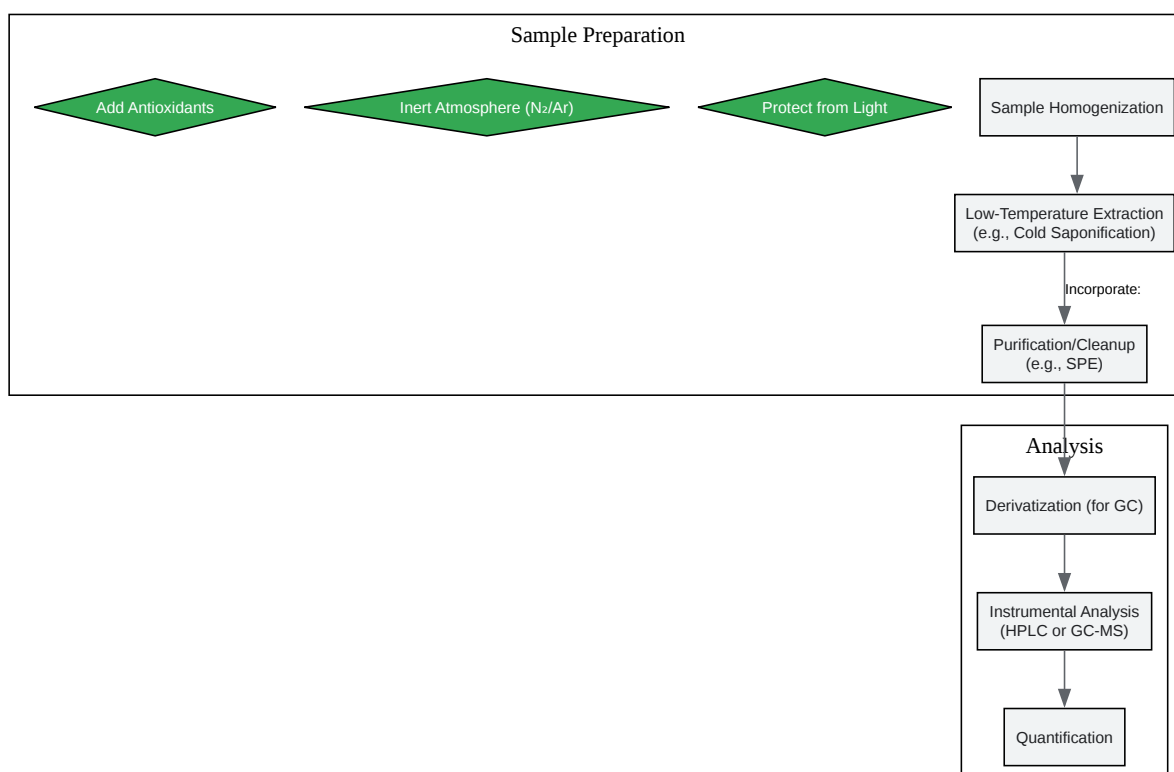 Sample Preparation
Add Antioxidants
Inert Atmosphere (N₂/Ar)
Protect from Light
Sample Homogenization
Low-Temperature Extraction
(e.g., Cold Saponification)
Incorporate:
Purification/Cleanup
(e.g., SPE)
Analysis
Derivatization (for GC)
Instrumental Analysis
(HPLC or GC-MS)
Quantification